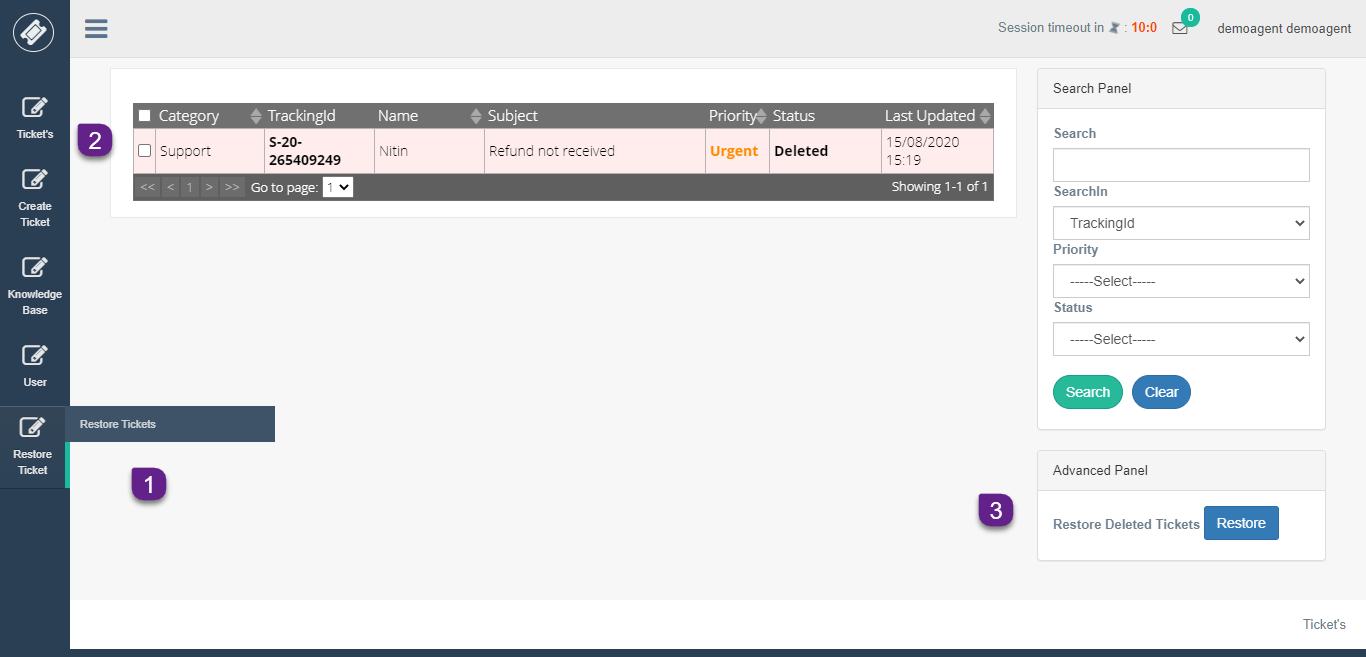 Session timeout in : 10:0
0
demoagent demoagent
Ticket's
Create
Ticket
Knowledge
Base
User
Restore
Ticket
Restore Tickets
1
2
Category TrackingId Name Subject Priority Status Last Updated
Support S-20-265409249 Nitin Refund not received Urgent Deleted 15/08/2020 15:19
<< < 1 > >> Go to page: 1 Showing 1-1 of 1
Search Panel
Search
SearchIn
TrackingId
Priority
-----Select-----
Status
-----Select-----
Search Clear
Advanced Panel
3
Restore Deleted Tickets Restore
Ticket's